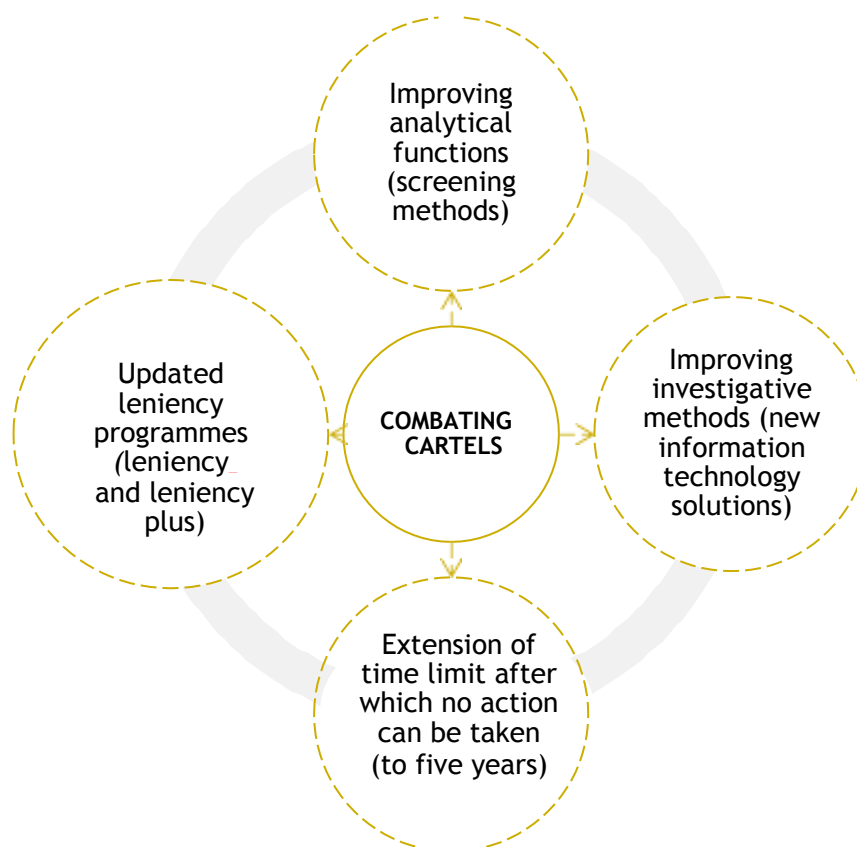 Improving
analytical
functions
(screening
methods)
Updated
leniency
programmes
(leniency
and leniency
plus)
COMBATING
CARTELS
Improving
investigative
methods (new
information
technology
solutions)
Extension of
time limit after
which no action
can be taken
(to five years)